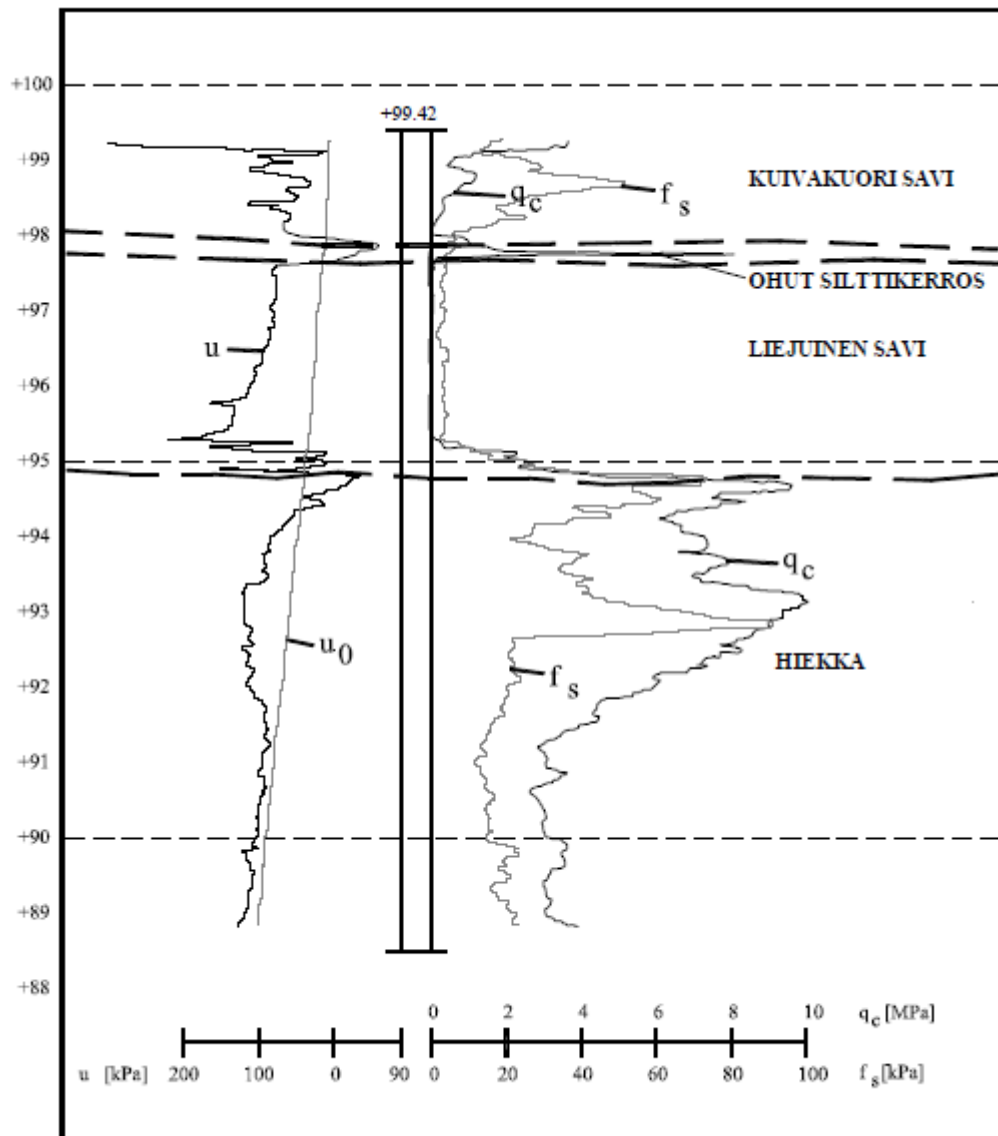 +100
+99.42
+99
KUIVAKUORI SAVI
q_c
f_s
+98
OHUT SILTTIKERROS
+97
u
LIEJUINEN SAVI
+96
+95
+94
q_c
+93
u_0
HIEKKA
f_s
+92
+91
+90
+89
+88
0 2 4 6 8 10 q_c [MPa]
u [kPa] 200 100 0 90 0 20 40 60 80 100 f_s [kPa]